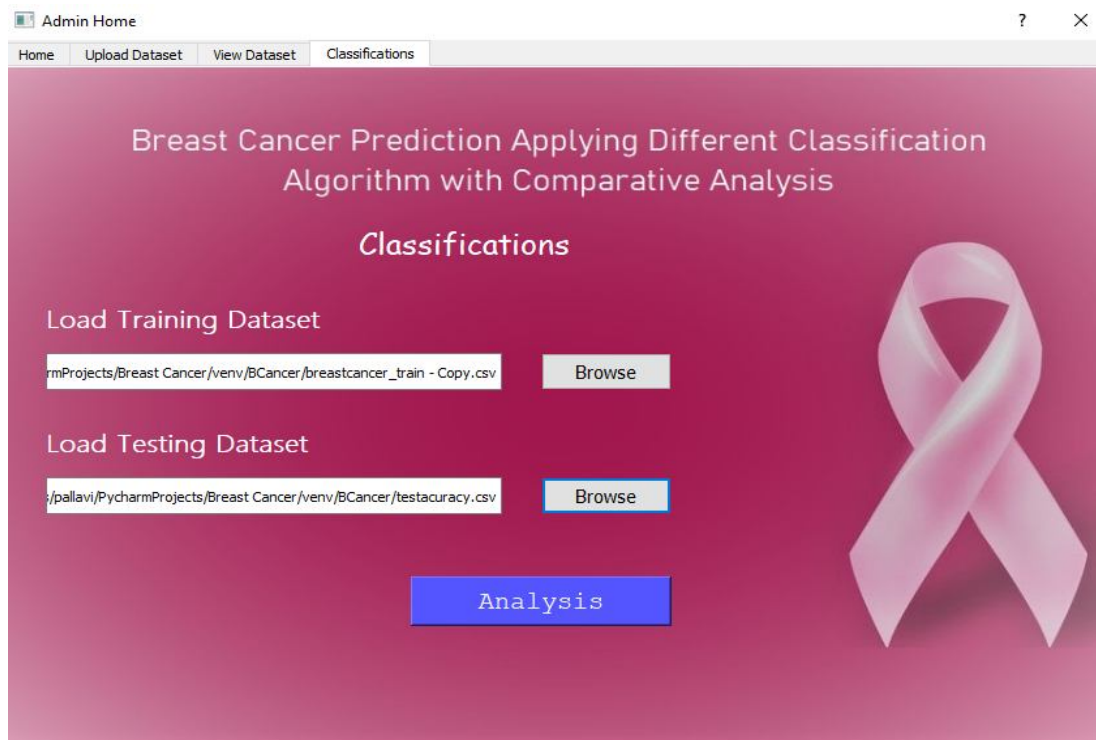 Admin Home
?
Home
Upload Dataset
View Dataset
Classifications
Breast Cancer Prediction Applying Different Classification
Algorithm with Comparative Analysis
Classifications
Load Training Dataset
rmProjects/Breast Cancer/venv/BCancer/breastcancer_train - Copy.csv
Browse
Load Testing Dataset
s/pallavi/PycharmProjects/Breast Cancer/venv/BCancer/testacuracy.csv
Browse
Analysis